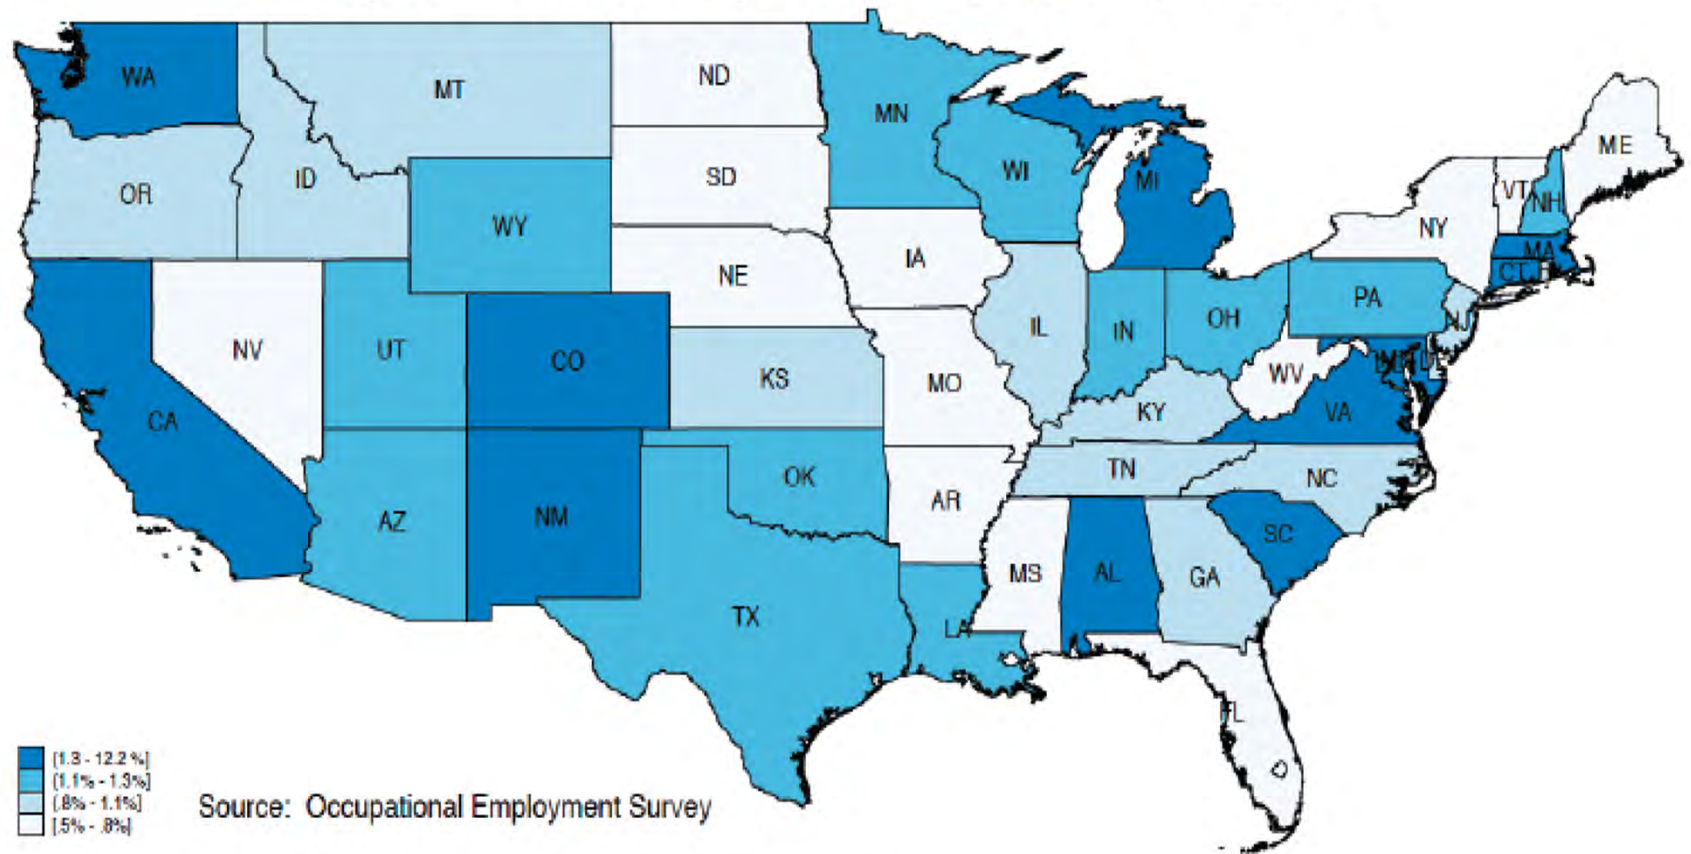 WA
MT
ND
MN
ME
OR
ID
SD
WI
MI
VT
NH
WY
NY
MA
NE
IA
CT
NV
UT
CO
IL
IN
OH
PA
NJ
KS
MO
WV
CA
KY
VA
OK
TN
NC
AZ
NM
AR
SC
MS
AL
GA
TX
LA
FL
[1.3 - 12.2 %]
(1.1% - 1.3%]
(.8% - 1.1%]
[.5% - .8%]
Source: Occupational Employment Survey